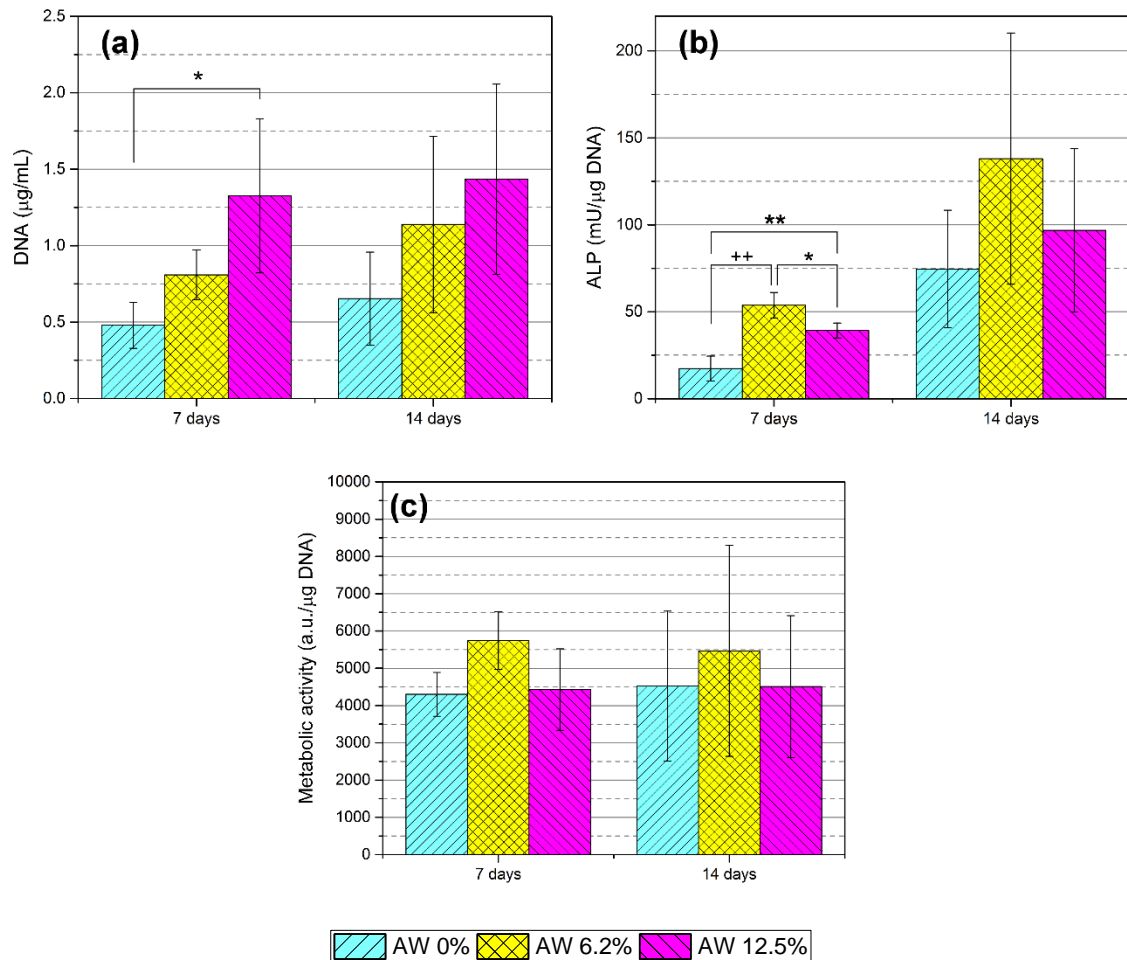 (a)
DNA (µg/mL)
2.5
2.0
1.5
1.0
0.5
0.0
*
7 days
14 days
(b)
ALP (mU/µg DNA)
200
150
100
50
0
**
++
*
7 days
14 days
(c)
Metabolic activity (a.u./µg DNA)
10000
9000
8000
7000
6000
5000
4000
3000
2000
1000
0
7 days
14 days
AW 0% AW 6.2% AW 12.5%